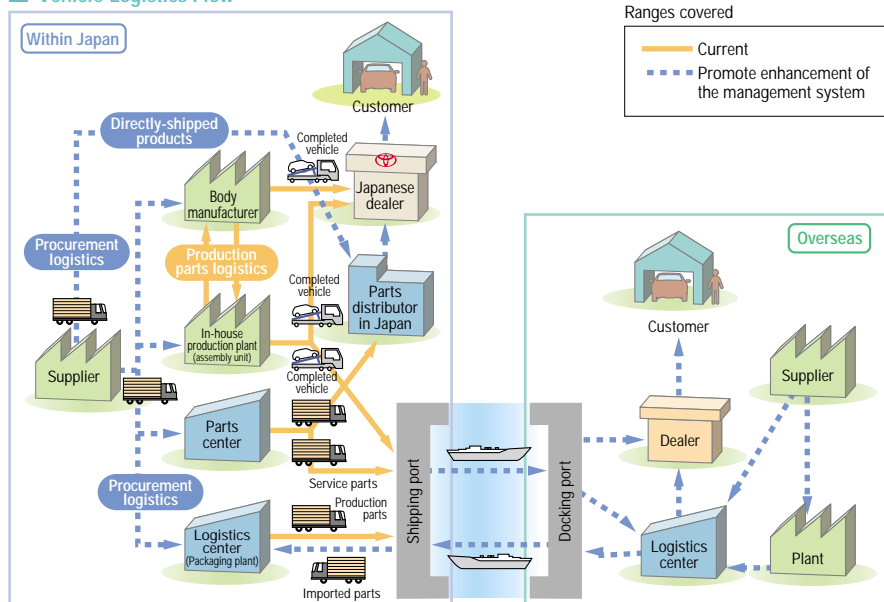 Vehicle Logistics Flow
Ranges covered
Current
Promote enhancement of
the management system
Within Japan
Customer
Directly-shipped
products
Completed
vehicle
Body
manufacturer
Japanese
dealer
Procurement
logistics
Production
parts logistics
Completed
vehicle
Parts
distributor
in Japan
In-house
production plant
(assembly unit)
Supplier
Completed
vehicle
Parts
center
Service parts
Procurement
logistics
Production
parts
Logistics
center
(Packaging plant)
Imported parts
Shipping port
Docking port
Overseas
Customer
Supplier
Dealer
Logistics
center
Plant